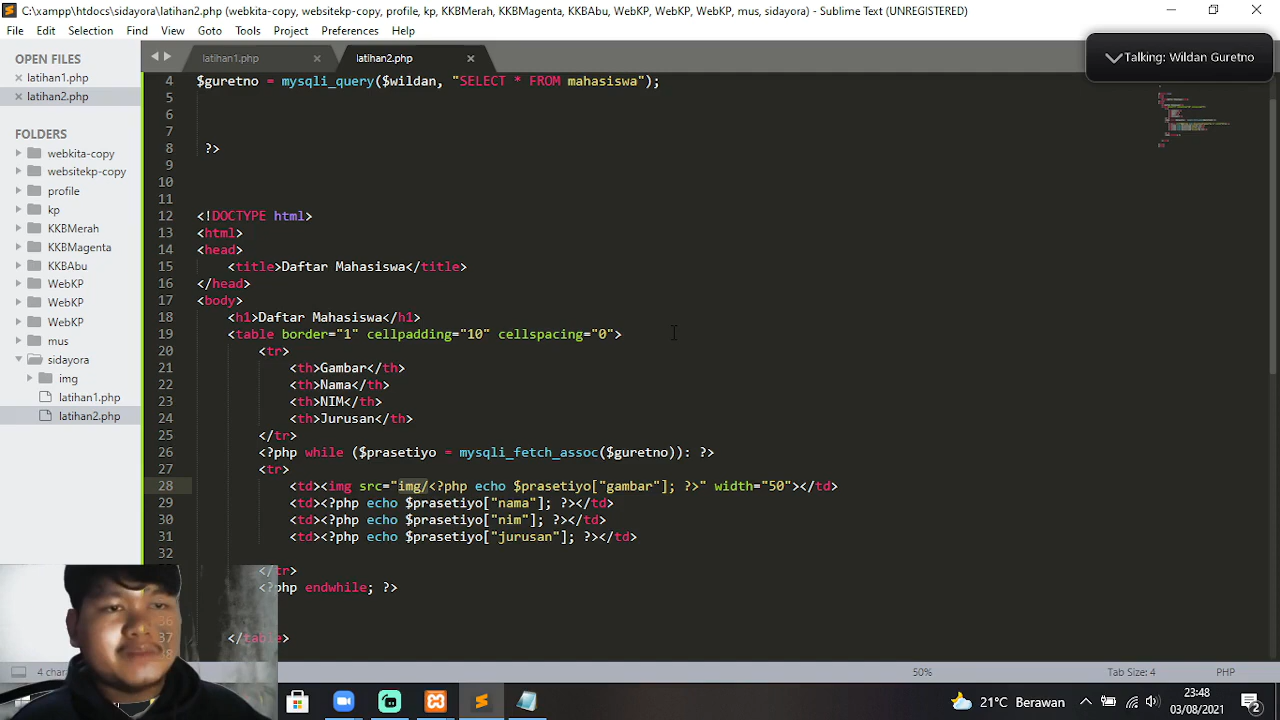 C:\xampp\htdocs\sidayora\latihan2.php (webkita-copy, websitekp-copy, profile, kp, KKBMerah, KKBMagenta, KKBAbu, WebKP, WebKP, WebKP, mus, sidayora) - Sublime Text (UNREGISTERED)
File Edit Selection Find View Goto Tools Project Preferences Help
Talking: Wildan Guretno
OPEN FILES
latihan1.php
latihan2.php
FOLDERS
webkita-copy
websitekp-copy
profile
kp
KKBMerah
KKBMagenta
KKBAbu
WebKP
WebKP
WebKP
mus
sidayora
img
latihan1.php
latihan2.php
latihan1.php
latihan2.php
4 $guretno = mysqli_query($wildan, "SELECT * FROM mahasiswa");
5
6
7
8 ?>
9
10
11
12 <!DOCTYPE html>
13 <html>
14 <head>
15 <title>Daftar Mahasiswa</title>
16 </head>
17 <body>
18 <h1>Daftar Mahasiswa</h1>
19 <table border="1" cellpadding="10" cellspacing="0">
20 <tr>
21 <th>Gambar</th>
22 <th>Nama</th>
23 <th>NIM</th>
24 <th>Jurusan</th>
25 </tr>
26 <?php while ($prasetiyo = mysqli_fetch_assoc($guretno)): ?>
27 <tr>
28 <td><img src="img/<?php echo $prasetiyo["gambar"]; ?>" width="50"></td>
29 <td><?php echo $prasetiyo["nama"]; ?></td>
30 <td><?php echo $prasetiyo["nim"]; ?></td>
31 <td><?php echo $prasetiyo["jurusan"]; ?></td>
32
</tr>
<?php endwhile; ?>
36
37 </table>
38
4 char
50%
Tab Size: 4
PHP
21°C Berawan
23:48
03/08/2021
2